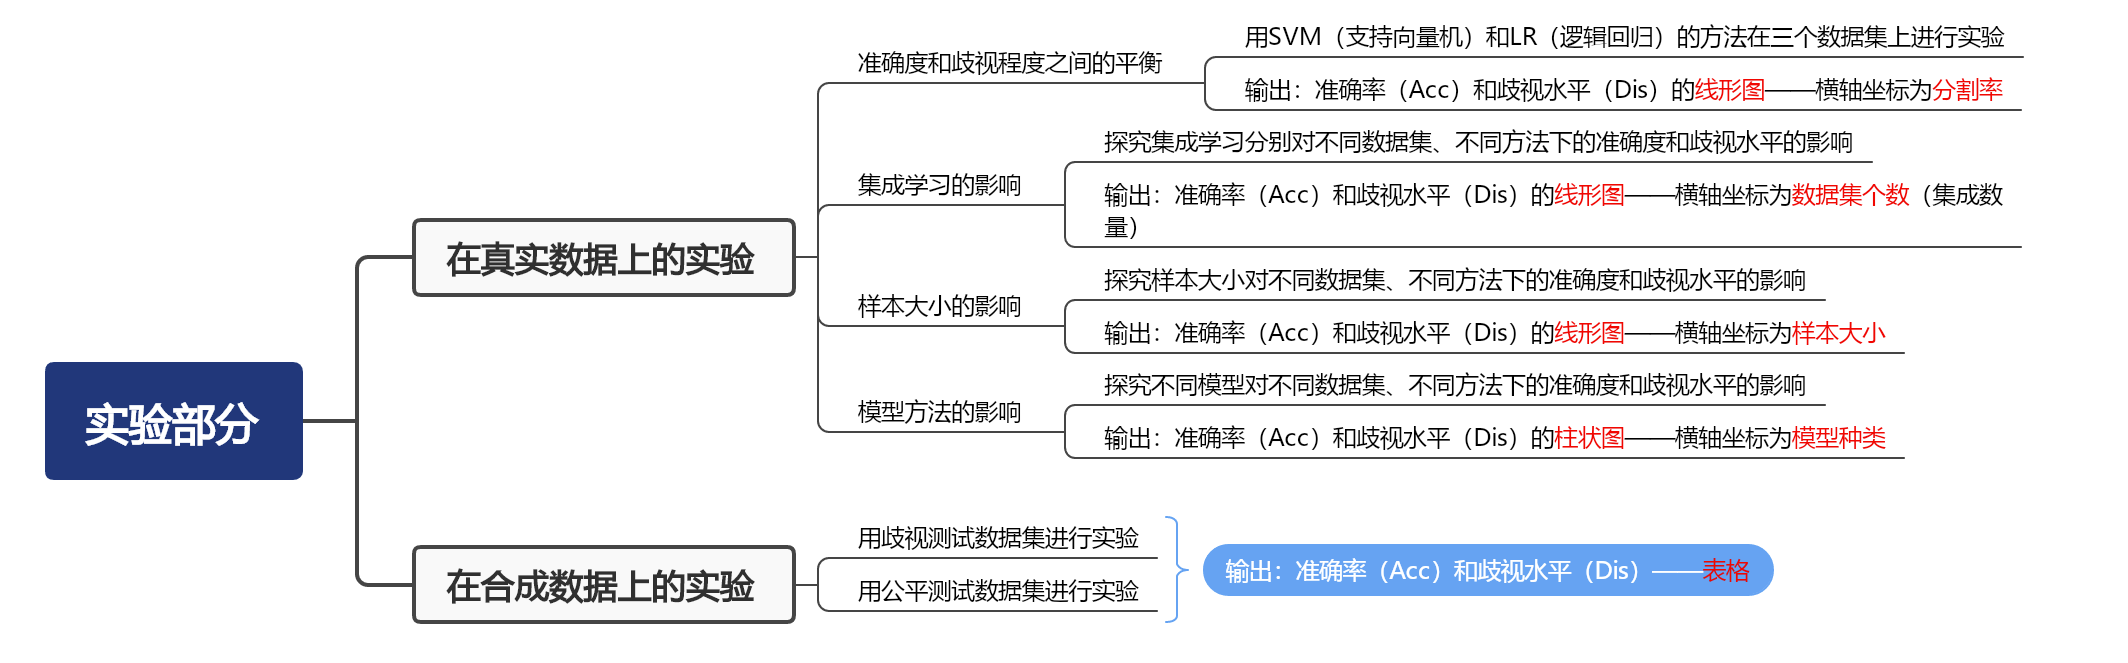 实验部分
在真实数据上的实验
准确度和歧视程度之间的平衡
用SVM（支持向量机）和LR（逻辑回归）的方法在三个数据集上进行实验
输出：准确率（Acc）和歧视水平（Dis）的线形图——横轴坐标为分割率
集成学习的影响
探究集成学习分别对不同数据集、不同方法下的准确度和歧视水平的影响
输出：准确率（Acc）和歧视水平（Dis）的线形图——横轴坐标为数据集个数（集成数
量）
样本大小的影响
探究样本大小对不同数据集、不同方法下的准确度和歧视水平的影响
输出：准确率（Acc）和歧视水平（Dis）的线形图——横轴坐标为样本大小
模型方法的影响
探究不同模型对不同数据集、不同方法下的准确度和歧视水平的影响
输出：准确率（Acc）和歧视水平（Dis）的柱状图——横轴坐标为模型种类
在合成数据上的实验
用歧视测试数据集进行实验
用公平测试数据集进行实验
输出：准确率（Acc）和歧视水平（Dis）——表格